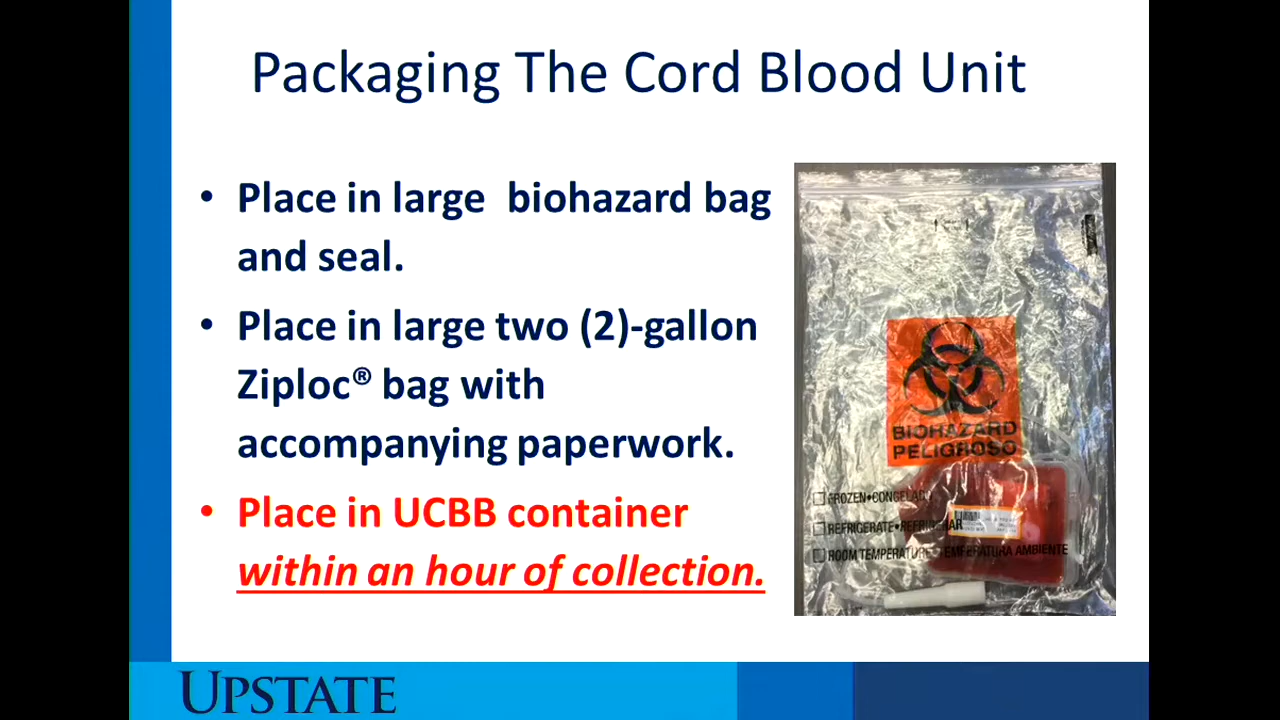 Packaging The Cord Blood Unit
• Place in large biohazard bag
and seal.
• Place in large two (2)-gallon
Ziploc® bag with
accompanying paperwork.
• Place in UCBB container
within an hour of collection.
BIOHAZARD
PELIGROSO
FROZEN•CONGELADO
REFRIGERATE•REFRIGERAR
ROOM TEMPERATURE•TEMPERATURA AMBIENTE
UPSTATE